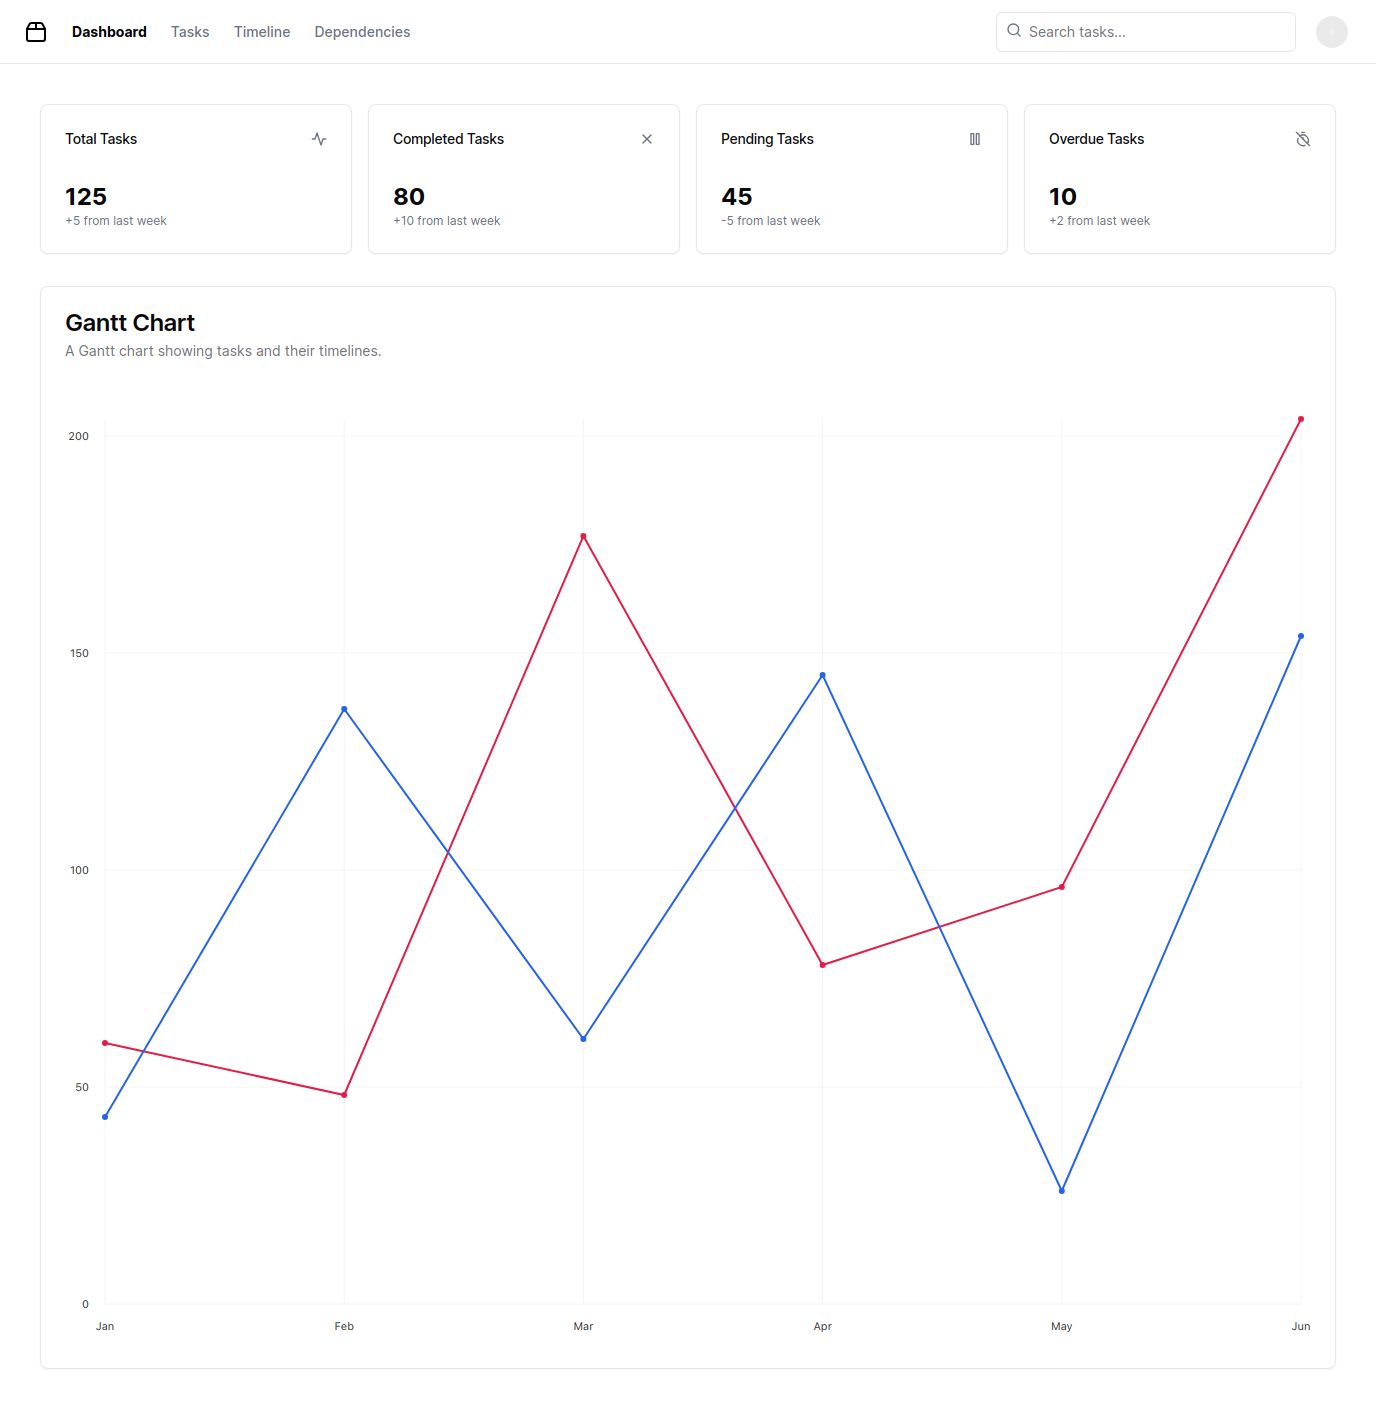 Dashboard Tasks Timeline Dependencies Search tasks...
Total Tasks
125
+5 from last week
Completed Tasks
80
+10 from last week
Pending Tasks
45
-5 from last week
Overdue Tasks
10
+2 from last week
Gantt Chart
A Gantt chart showing tasks and their timelines.
200
150
100
50
0
Jan Feb Mar Apr May Jun